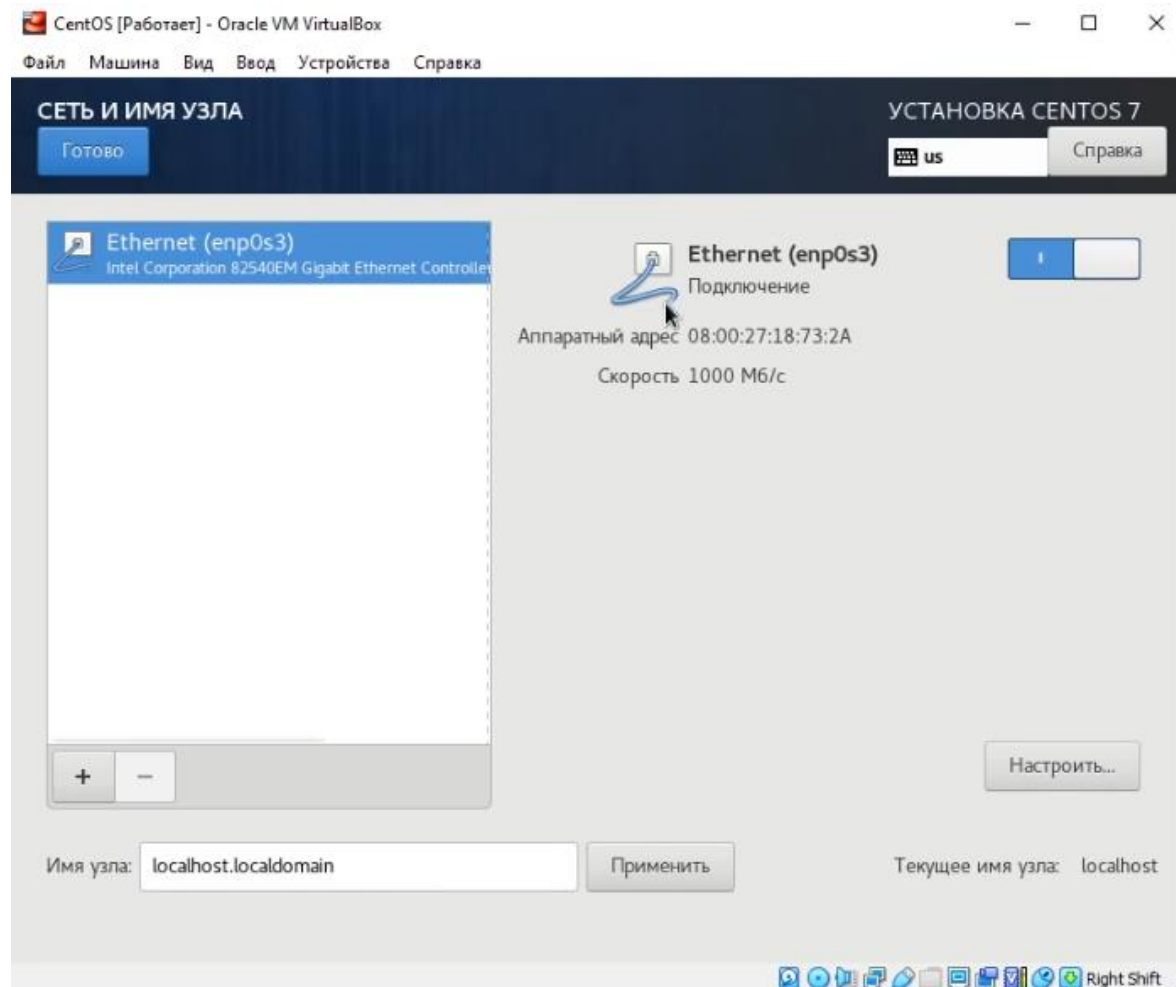 CentOS [Работает] - Oracle VM VirtualBox
Файл Машина Вид Ввод Устройства Справка
СЕТЬ И ИМЯ УЗЛА
УСТАНОВКА CENTOS 7
Готово
us
Справка
Ethernet (enp0s3)
Intel Corporation 82540EM Gigabit Ethernet Controller
Ethernet (enp0s3)
Подключение
Аппаратный адрес 08:00:27:18:73:2A
Скорость 1000 Мб/с
+ −
Настроить...
Имя узла: localhost.localdomain
Применить
Текущее имя узла: localhost
Right Shift